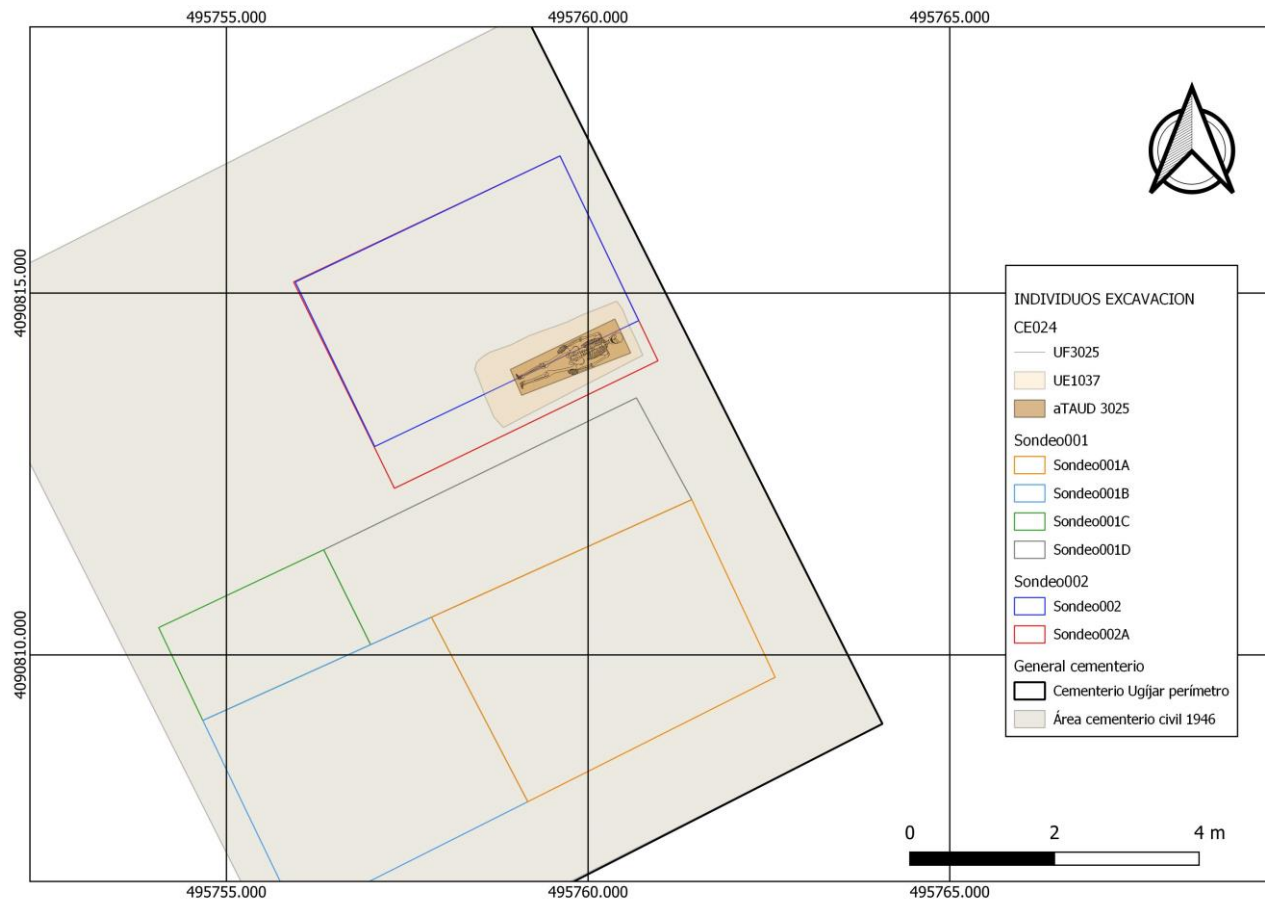 495755.000
495760.000
495765.000
4090815.000
4090810.000
INDIVIDUOS EXCAVACION
CE024
UF3025
UE1037
aTAUD 3025
Sondeo001
Sondeo001A
Sondeo001B
Sondeo001C
Sondeo001D
Sondeo002
Sondeo002
Sondeo002A
General cementerio
Cementerio Ugíjar perímetro
Área cementerio civil 1946
0 2 4 m
495755.000
495760.000
495765.000